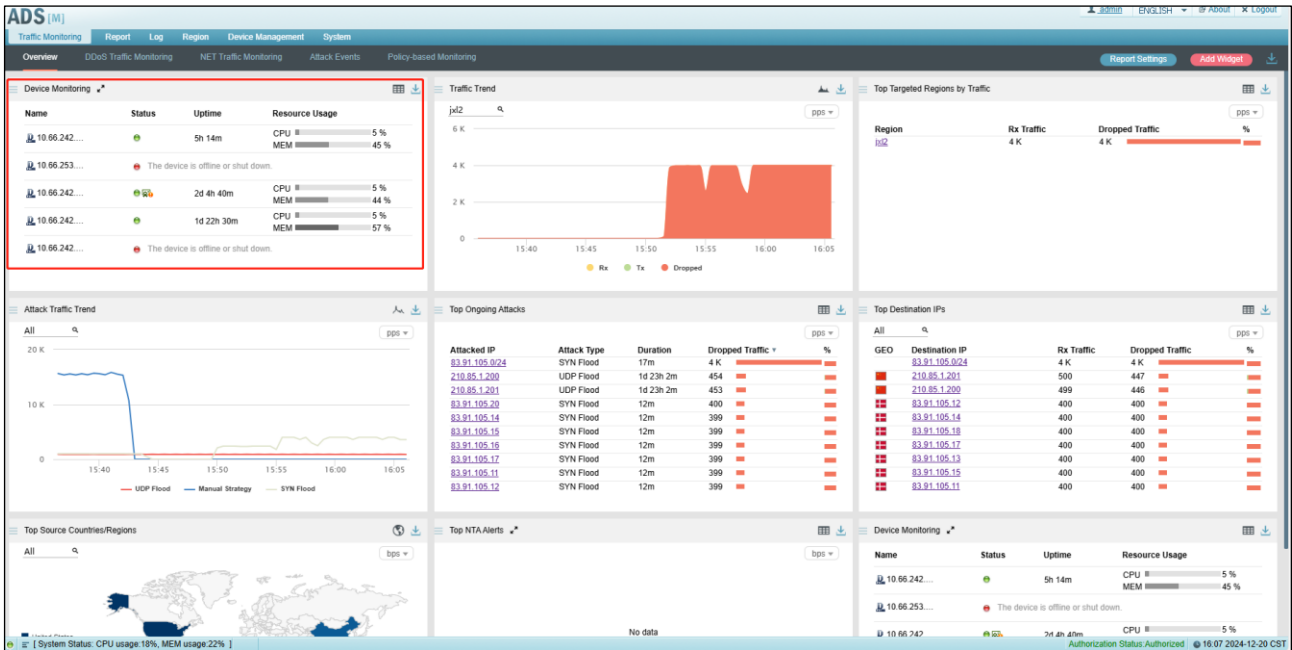 ADS [M]
admin ENGLISH About Logout
Traffic Monitoring Report Log Region Device Management System
Overview DDoS Traffic Monitoring NET Traffic Monitoring Attack Events Policy-based Monitoring Report Settings Add Widget
Device Monitoring
Name Status Uptime Resource Usage
10.66.242.... 5h 14m CPU 5 %
MEM 45 %
10.66.253.... The device is offline or shut down.
10.66.242.... 2d 4h 40m CPU 5 %
MEM 44 %
10.66.242.... 1d 22h 30m CPU 5 %
MEM 57 %
10.66.242.... The device is offline or shut down.
Traffic Trend
jxl2 pps
6 K
4 K
2 K
0
15:40 15:45 15:50 15:55 16:00 16:05
Rx Tx Dropped
Top Targeted Regions by Traffic
pps
Region Rx Traffic Dropped Traffic %
jxl2 4 K 4 K
Attack Traffic Trend
All pps
20 K
10 K
0
15:40 15:45 15:50 15:55 16:00 16:05
UDP Flood Manual Strategy SYN Flood
Top Ongoing Attacks
pps
Attacked IP Attack Type Duration Dropped Traffic %
83.91.105.0/24 SYN Flood 17m 4 K
210.85.1.200 UDP Flood 1d 23h 2m 454
210.85.1.201 UDP Flood 1d 23h 2m 453
83.91.105.20 SYN Flood 12m 400
83.91.105.14 SYN Flood 12m 399
83.91.105.15 SYN Flood 12m 399
83.91.105.16 SYN Flood 12m 399
83.91.105.17 SYN Flood 12m 399
83.91.105.11 SYN Flood 12m 399
83.91.105.12 SYN Flood 12m 399
Top Destination IPs
All pps
GEO Destination IP Rx Traffic Dropped Traffic %
83.91.105.0/24 4 K 4 K
210.85.1.201 500 447
210.85.1.200 499 446
83.91.105.12 400 400
83.91.105.14 400 400
83.91.105.18 400 400
83.91.105.17 400 400
83.91.105.13 400 400
83.91.105.15 400 400
83.91.105.11 400 400
Top Source Countries/Regions
All bps
United States
Top NTA Alerts
bps
No data
Device Monitoring
Name Status Uptime Resource Usage
10.66.242.... 5h 14m CPU 5 %
MEM 45 %
10.66.253.... The device is offline or shut down.
10.66.242 2d 4h 40m CPU 5 %
[ System Status: CPU usage:18%, MEM usage:22% ] Authorization Status:Authorized 16:07 2024-12-20 CST